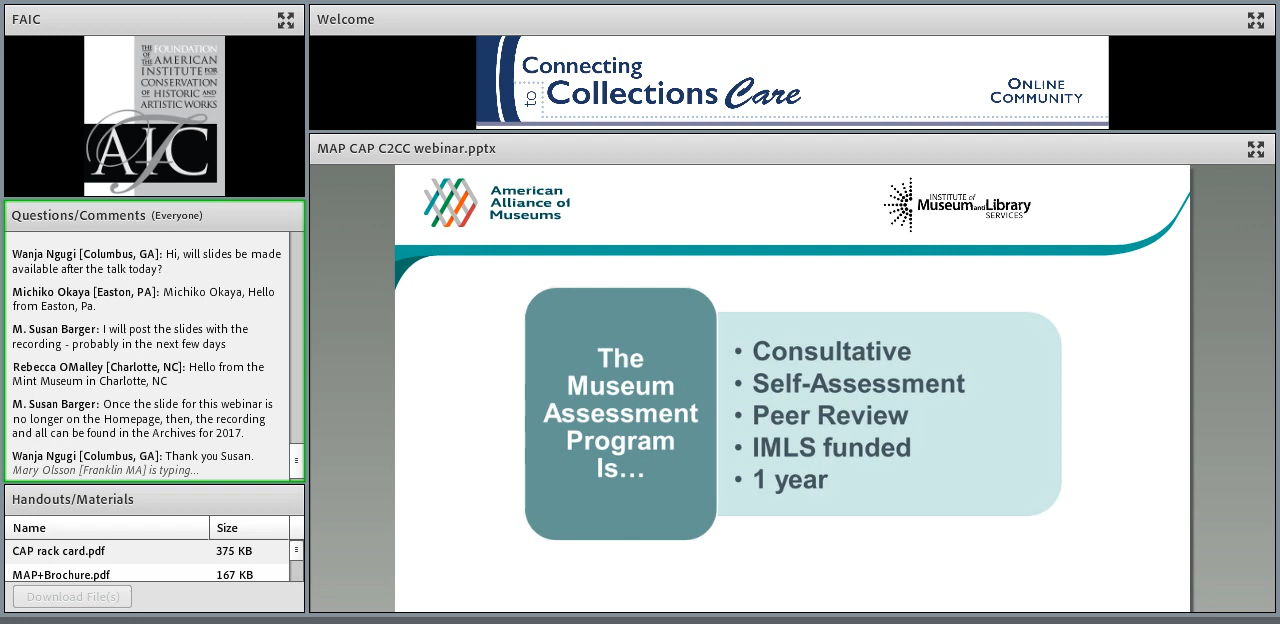 FAIC
THE FOUNDATION
OF THE AMERICAN
INSTITUTE FOR
CONSERVATION
OF HISTORIC AND
ARTISTIC WORKS
AIC
Questions/Comments (Everyone)
Wanja Ngugi [Columbus, GA]: Hi, will slides be made
available after the talk today?
Michiko Okaya [Easton, PA]: Michiko Okaya, Hello
from Easton, Pa.
M. Susan Barger: I will post the slides with the
recording - probably in the next few days
Rebecca OMalley [Charlotte, NC]: Hello from the
Mint Museum in Charlotte, NC
M. Susan Barger: Once the slide for this webinar is
no longer on the Homepage, then, the recording
and all can be found in the Archives for 2017.
Wanja Ngugi [Columbus, GA]: Thank you Susan.
Mary Olsson [Franklin MA] is typing...
Handouts/Materials
Name Size
CAP rack card.pdf 375 KB
MAP+Brochure.pdf 167 KB
Download File(s)
Welcome
Connecting
to Collections Care
ONLINE
COMMUNITY
MAP CAP C2CC webinar.pptx
American
Alliance of
Museums
INSTITUTE of
Museum and Library
SERVICES
The
Museum
Assessment
Program
Is...
• Consultative
• Self-Assessment
• Peer Review
• IMLS funded
• 1 year